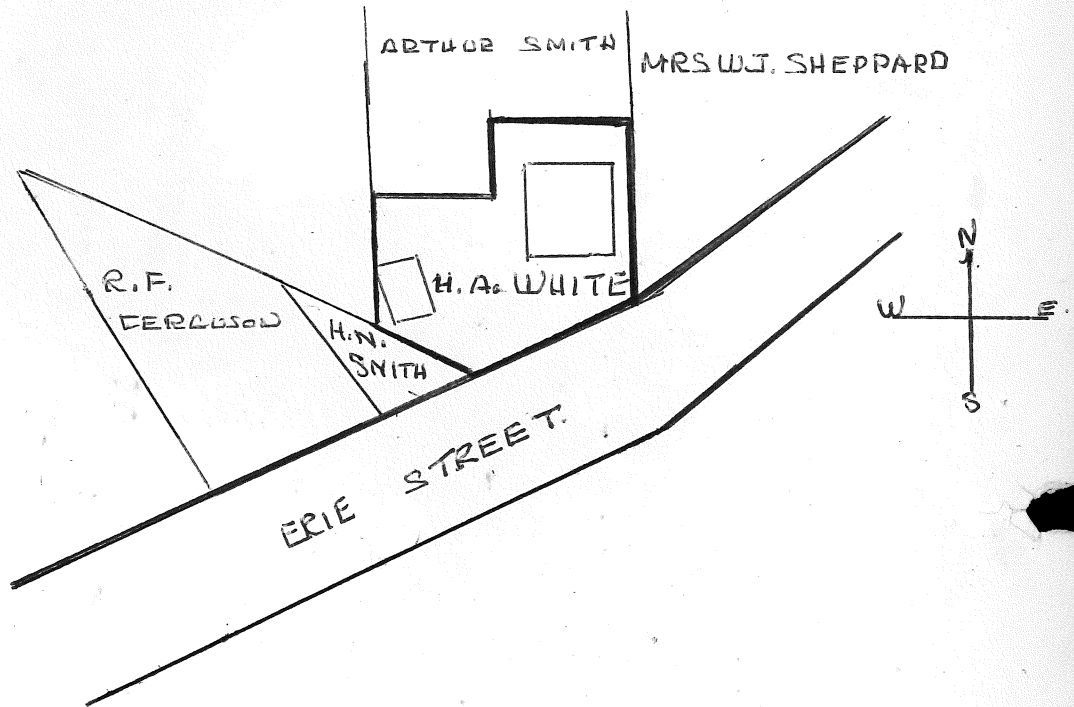 ARTHUR SMITH
MRS W.J. SHEPPARD
R.F.
FERGUSON
H.N.
SMITH
H.A. WHITE
N
W
E.
S
ERIE STREET.